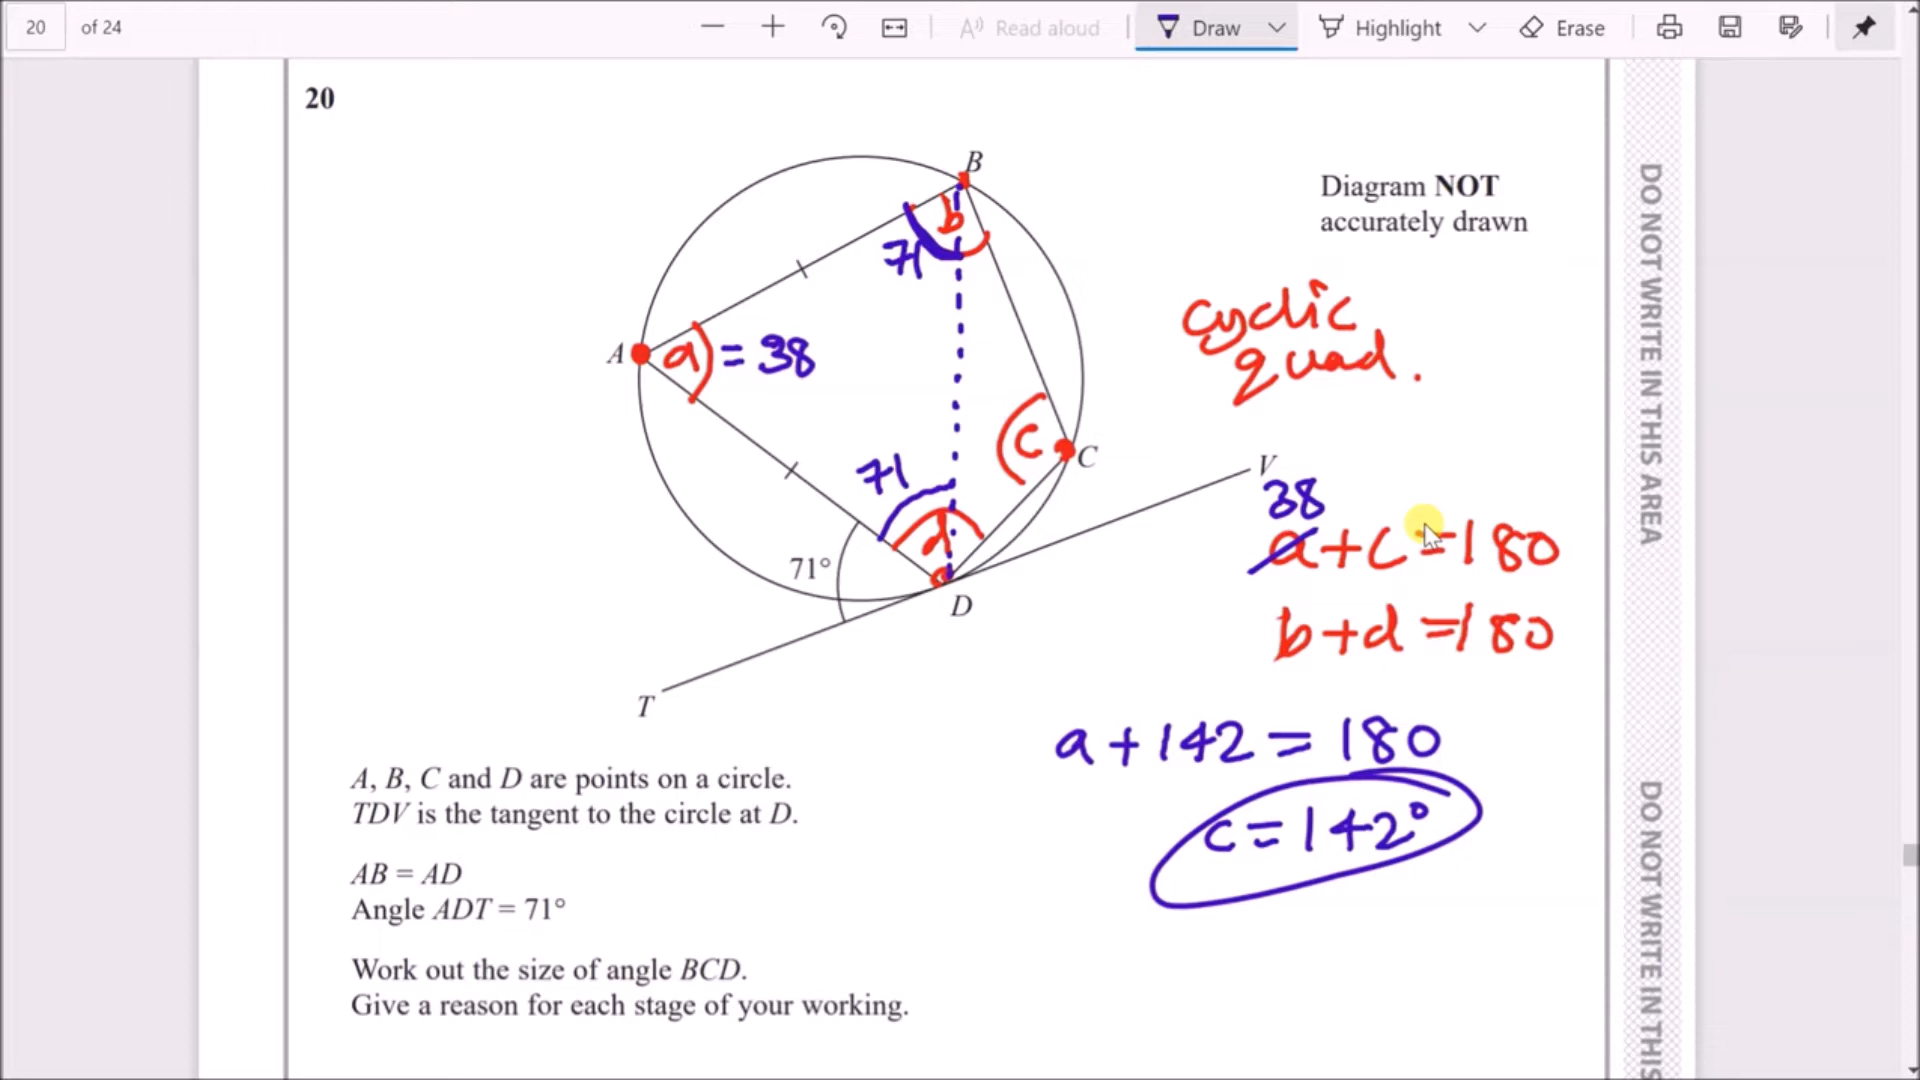 20 of 24 Read aloud Draw Highlight Erase
20
B
Diagram NOT
accurately drawn
b
71
cyclic
quad.
A a = 38
c C
V
71
38
a + c = 180
d
71°
D
b + d = 180
T
a + 142 = 180
A, B, C and D are points on a circle.
TDV is the tangent to the circle at D.
c = 142°
AB = AD
Angle ADT = 71°
Work out the size of angle BCD.
Give a reason for each stage of your working.
DO NOT WRITE IN THIS AREA
DO NOT WRITE IN THIS